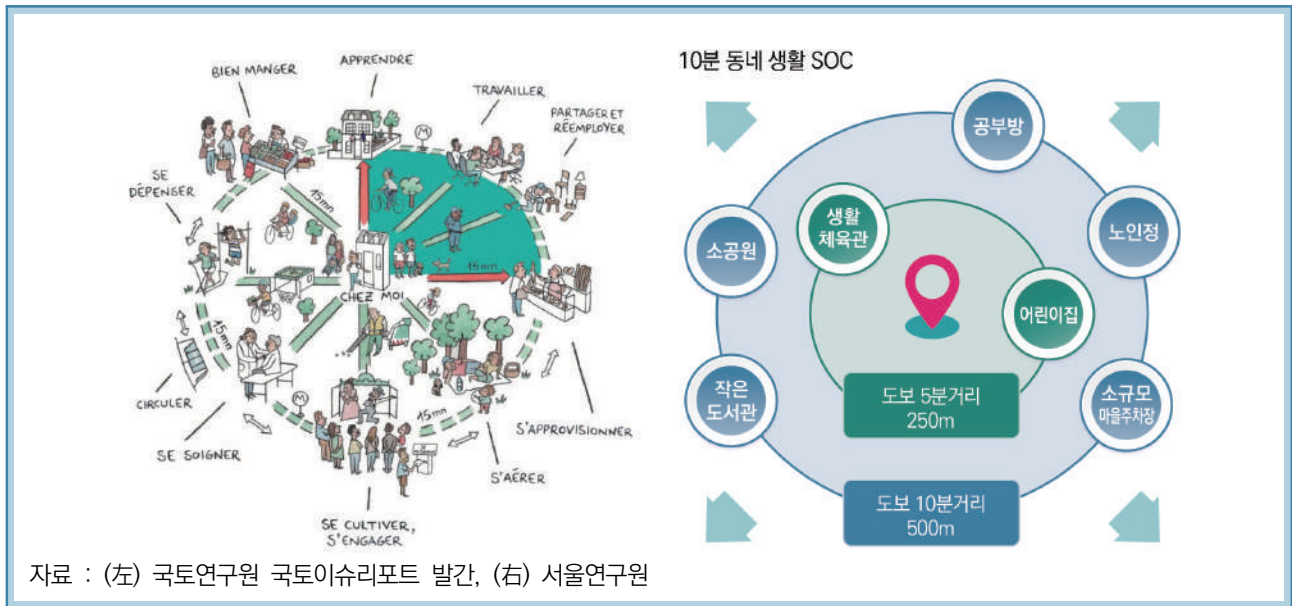 BIEN MANGER
APPRENDRE
TRAVAILLER
PARTAGER ET
RÉEMPLOYER
SE
DÉPENSER
M
15mn
15mn
CHEZ MOI
15mn
CIRCULER
SE SOIGNER
M
15mn
S'APPROVISIONNER
S'AÉRER
SE CULTIVER,
S'ENGAGER
10분 동네 생활 SOC
공부방
생활
체육관
소공원
노인정
어린이집
작은
도서관
소규모
마을주차장
도보 5분거리
250m
도보 10분거리
500m
자료 : (左) 국토연구원 국토이슈리포트 발간, (右) 서울연구원